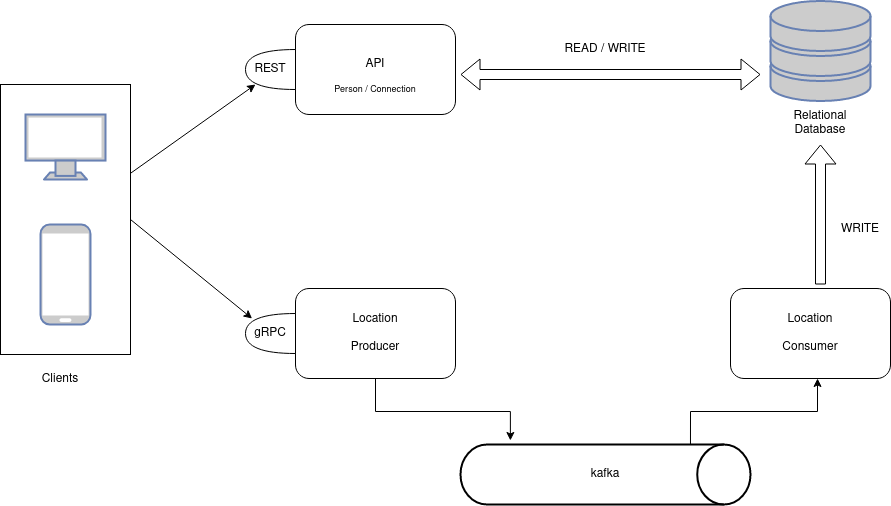 READ / WRITE
REST
API
Person / Connection
Relational
Database
WRITE
gRPC
Location
Producer
Location
Consumer
Clients
kafka